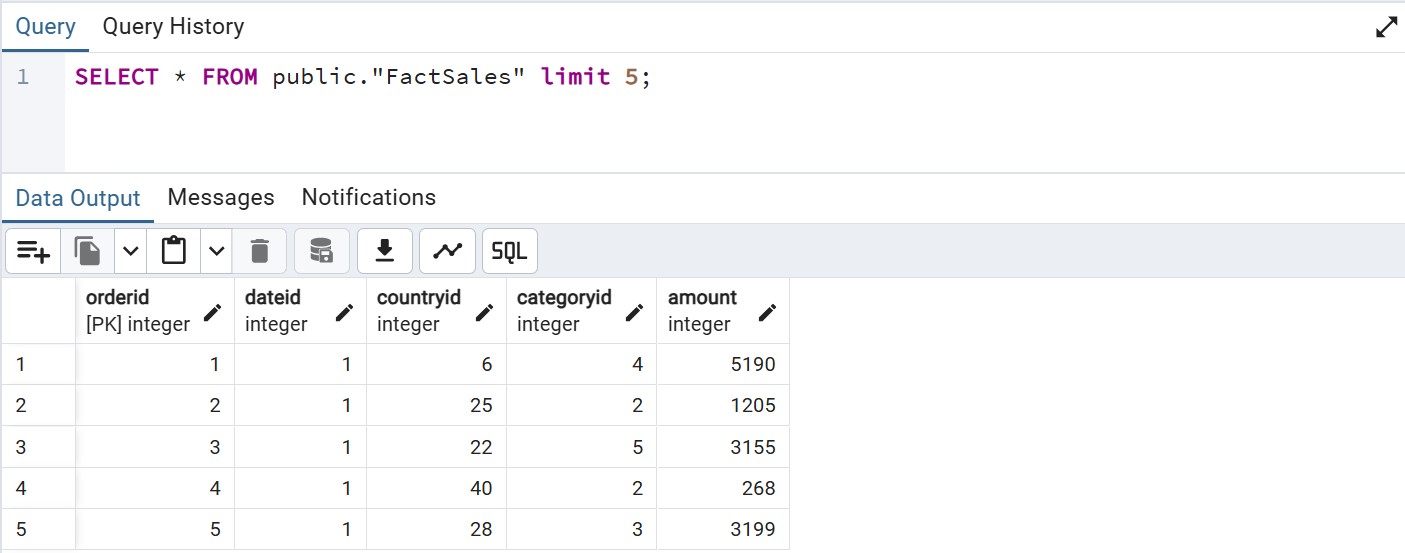 Query Query History
1 SELECT * FROM public."FactSales" limit 5;
Data Output Messages Notifications
SQL
orderid dateid countryid categoryid amount
[PK] integer integer integer integer integer
1 1 1 6 4 5190
2 2 1 25 2 1205
3 3 1 22 5 3155
4 4 1 40 2 268
5 5 1 28 3 3199